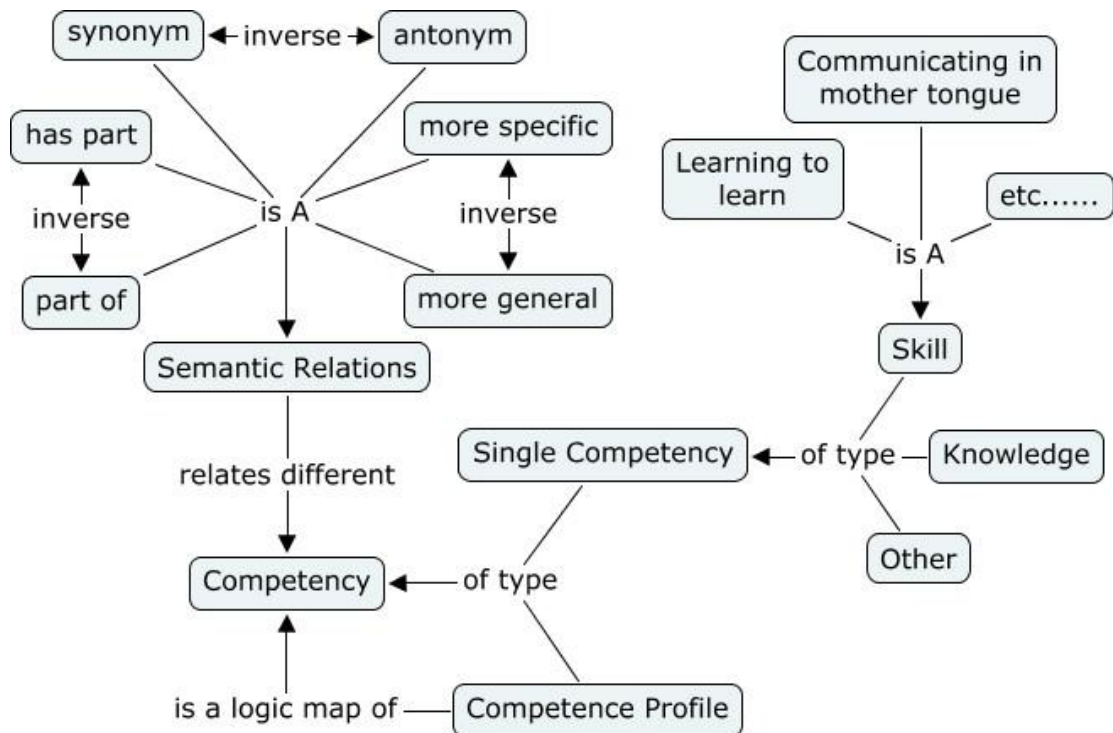 synonym
inverse
antonym
Communicating in
mother tongue
has part
more specific
Learning to
learn
etc......
inverse
is A
inverse
is A
part of
more general
Skill
Semantic Relations
Single Competency
of type
Knowledge
relates different
Other
Competency
of type
is a logic map of
Competence Profile